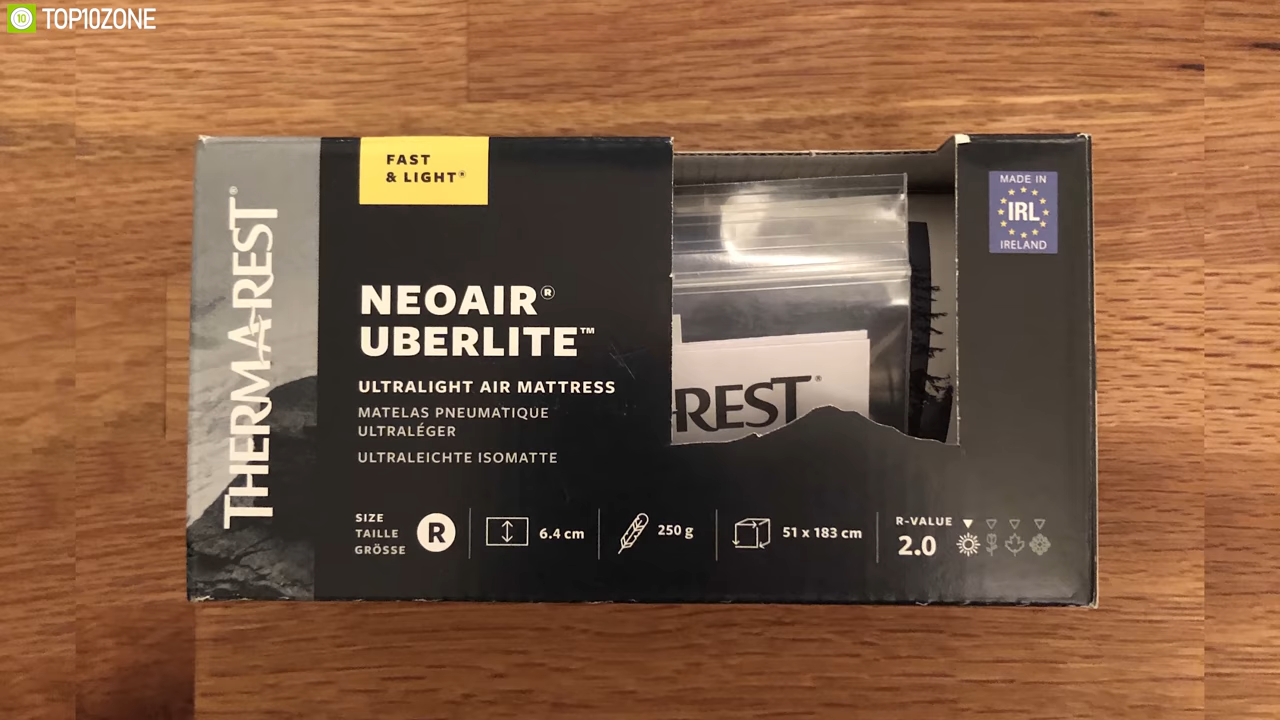 10 TOP10ZONE
THERM-A-REST®
FAST
& LIGHT®
NEOAIR®
UBERLITE™
ULTRALIGHT AIR MATTRESS
MATELAS PNEUMATIQUE
ULTRALÉGER
ULTRALEICHTE ISOMATTE
-REST®
MADE IN
IRL
IRELAND
SIZE
TAILLE
GRÖSSE
R
6.4 cm
250 g
51 x 183 cm
R-VALUE
2.0